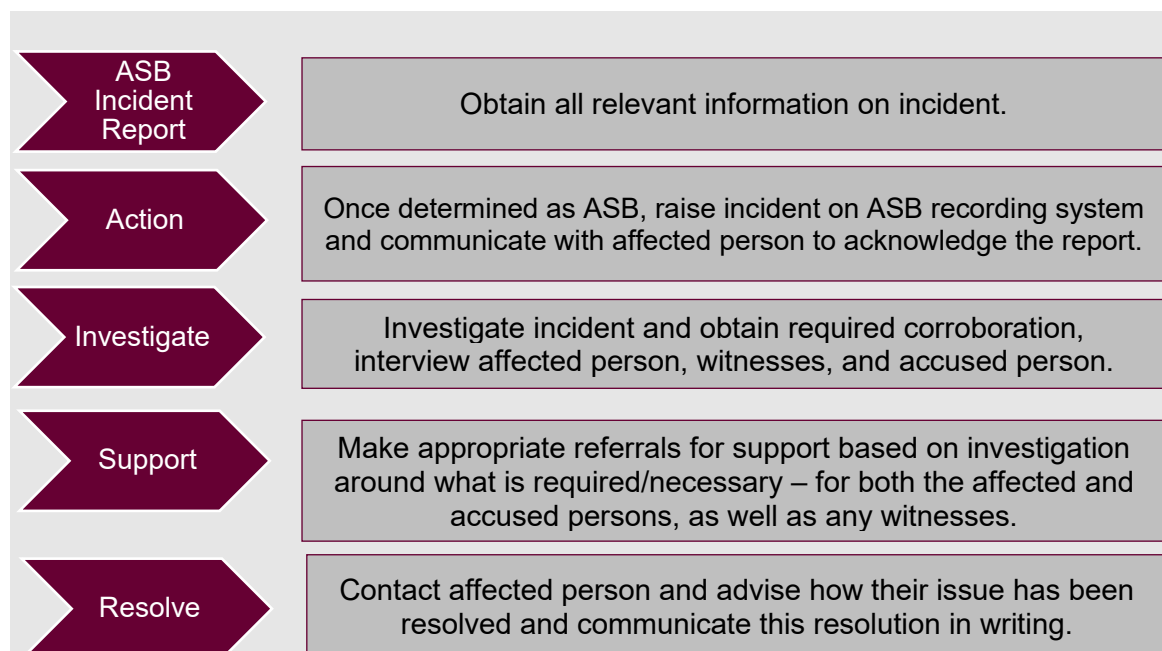 ASB
Incident
Report
Obtain all relevant information on incident.
Action
Once determined as ASB, raise incident on ASB recording system
and communicate with affected person to acknowledge the report.
Investigate
Investigate incident and obtain required corroboration,
interview affected person, witnesses, and accused person.
Support
Make appropriate referrals for support based on investigation
around what is required/necessary – for both the affected and
accused persons, as well as any witnesses.
Resolve
Contact affected person and advise how their issue has been
resolved and communicate this resolution in writing.